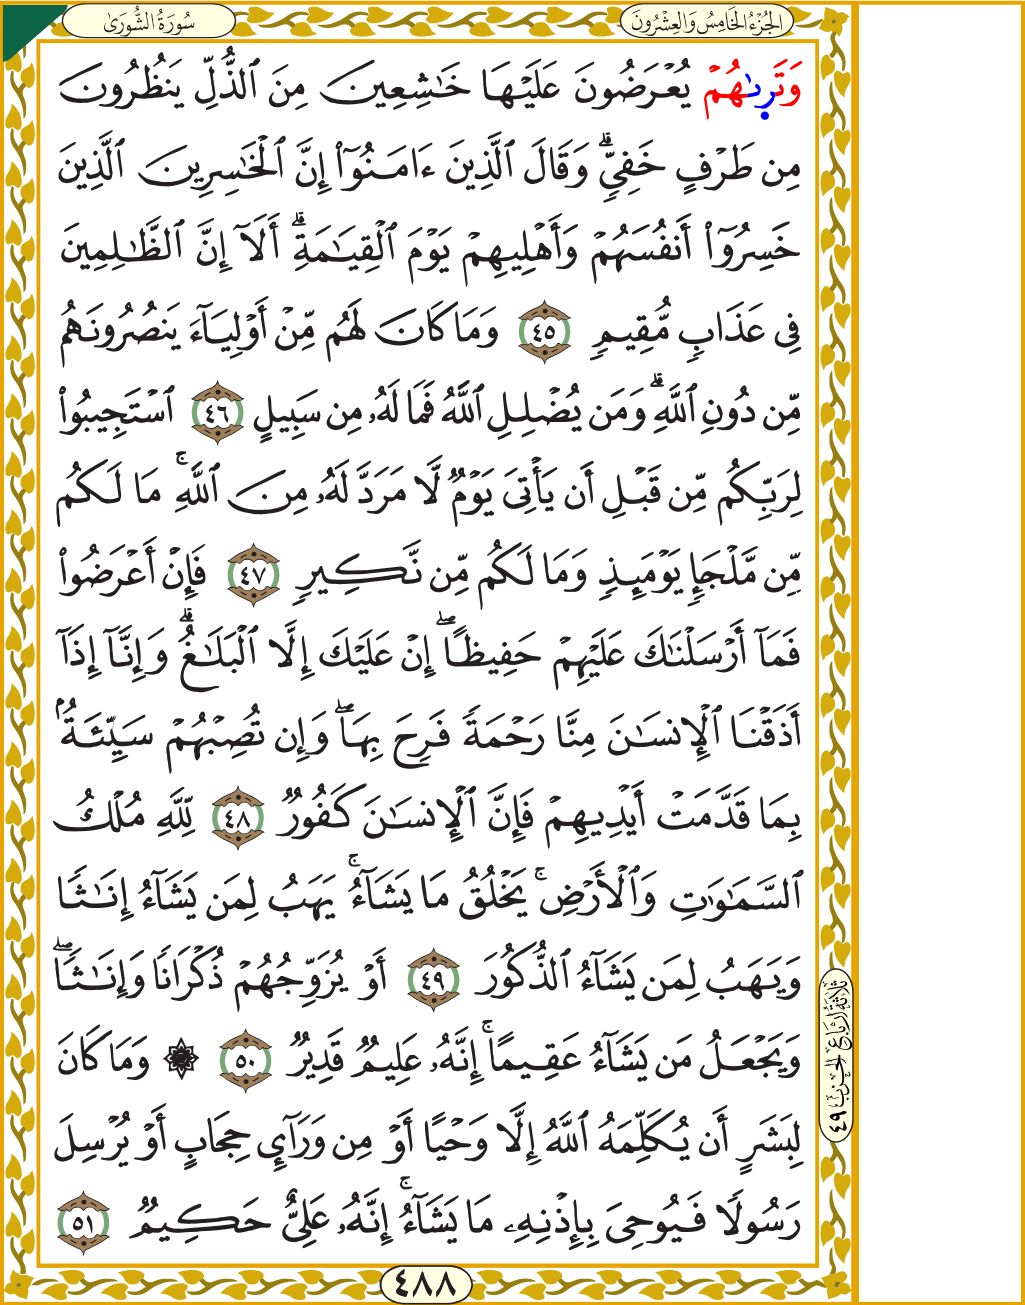 الجُزْءُ الخَامِسُ وَالعِشْرُونَ
سُورَةُ الشُّورَىٰ
وَتَرِىٰهُمۡ يُعۡرَضُونَ عَلَيۡهَا خَٰشِعِينَ مِنَ ٱلذُّلِّ يَنظُرُونَ
مِن طَرۡفٍ خَفِيّٖۗ وَقَالَ ٱلَّذِينَ ءَامَنُوٓاْ إِنَّ ٱلۡخَٰسِرِينَ ٱلَّذِينَ
خَسِرُوٓاْ أَنفُسَهُمۡ وَأَهۡلِيهِمۡ يَوۡمَ ٱلۡقِيَٰمَةِۗ أَلَآ إِنَّ ٱلظَّٰلِمِينَ
فِي عَذَابٖ مُّقِيمٖ ٤٥ وَمَا كَانَ لَهُم مِّنۡ أَوۡلِيَآءَ يَنصُرُونَهُم
مِّن دُونِ ٱللَّهِۗ وَمَن يُضۡلِلِ ٱللَّهُ فَمَا لَهُۥ مِن سَبِيلٍ ٤٦ ٱسۡتَجِيبُواْ
لِرَبِّكُم مِّن قَبۡلِ أَن يَأۡتِيَ يَوۡمٞ لَّا مَرَدَّ لَهُۥ مِنَ ٱللَّهِۚ مَا لَكُم
مِّن مَّلۡجَإٖ يَوۡمَئِذٖ وَمَا لَكُم مِّن نَّكِيرٖ ٤٧ فَإِنۡ أَعۡرَضُواْ
فَمَآ أَرۡسَلۡنَٰكَ عَلَيۡهِمۡ حَفِيظًاۖ إِنۡ عَلَيۡكَ إِلَّا ٱلۡبَلَٰغُۗ وَإِنَّآ إِذَآ
أَذَقۡنَا ٱلۡإِنسَٰنَ مِنَّا رَحۡمَةٗ فَرِحَ بِهَاۖ وَإِن تُصِبۡهُمۡ سَيِّئَةُۢ
بِمَا قَدَّمَتۡ أَيۡدِيهِمۡ فَإِنَّ ٱلۡإِنسَٰنَ كَفُورٞ ٤٨ لِّلَّهِ مُلۡكُ
ٱلسَّمَٰوَٰتِ وَٱلۡأَرۡضِۚ يَخۡلُقُ مَا يَشَآءُۚ يَهَبُ لِمَن يَشَآءُ إِنَٰثٗا
وَيَهَبُ لِمَن يَشَآءُ ٱلذُّكُورَ ٤٩ أَوۡ يُزَوِّجُهُمۡ ذُكۡرَانٗا وَإِنَٰثٗاۖ
وَيَجۡعَلُ مَن يَشَآءُ عَقِيمًاۚ إِنَّهُۥ عَلِيمٞ قَدِيرٞ ٥٠ ۞ وَمَا كَانَ
لِبَشَرٍ أَن يُكَلِّمَهُ ٱللَّهُ إِلَّا وَحۡيًا أَوۡ مِن وَرَآيِٕ حِجَابٍ أَوۡ يُرۡسِلَ
رَسُولٗا فَيُوحِيَ بِإِذۡنِهِۦ مَا يَشَآءُۚ إِنَّهُۥ عَلِيٌّ حَكِيمٞ ٥١
ثلاثة أرباع الحزب ٤٩
٤٨٨